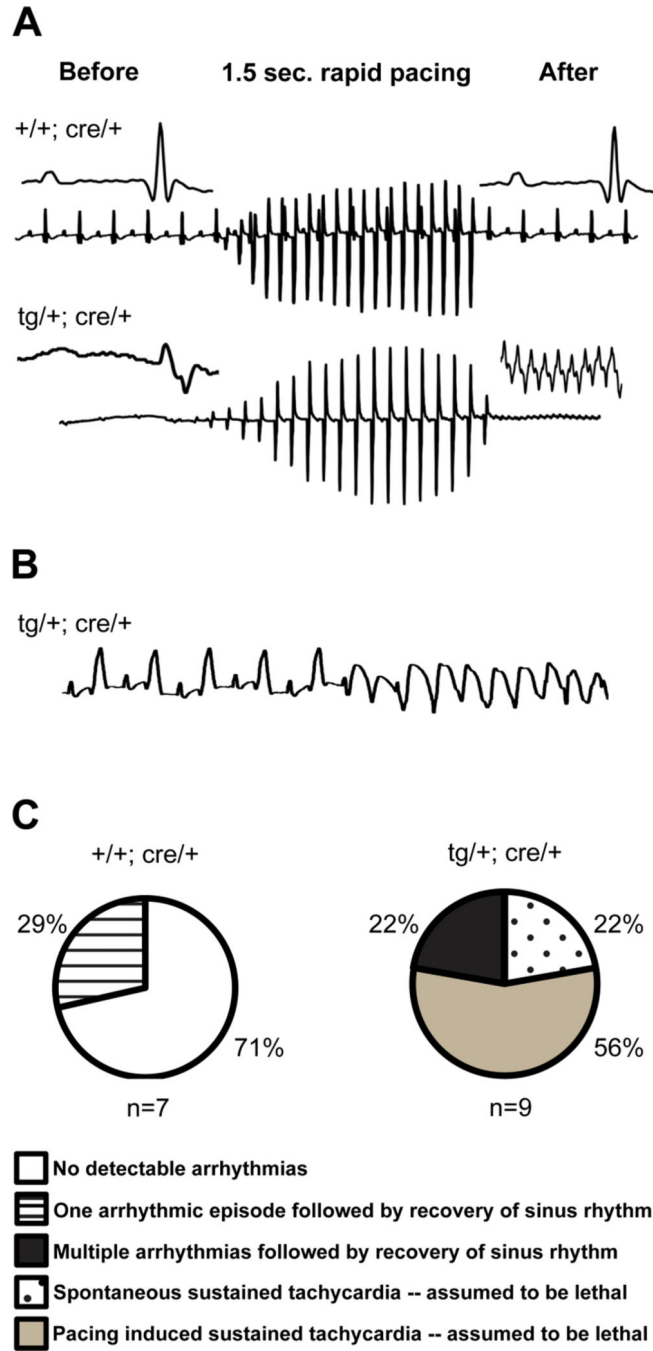 A
Before 1.5 sec. rapid pacing After
+/+; cre/+
tg/+; cre/+
B
tg/+; cre/+
C
+/+; cre/+ tg/+; cre/+
29% 22% 22%
71% 56%
n=7 n=9
No detectable arrhythmias
One arrhythmic episode followed by recovery of sinus rhythm
Multiple arrhythmias followed by recovery of sinus rhythm
Spontaneous sustained tachycardia -- assumed to be lethal
Pacing induced sustained tachycardia -- assumed to be lethal